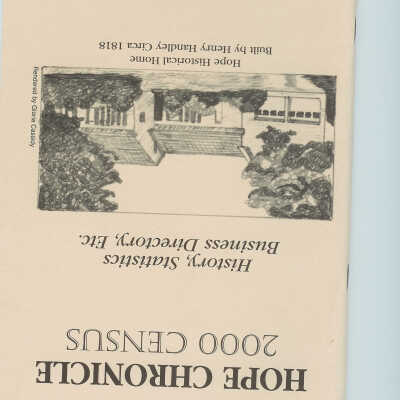 HOPE CHRONICLE
2000 CENSUS
History, Statistics
Business Directory, Etc.
Rendered by Glorie Cassidy
Hope Historical Home
Built by Henry Handley Circa 1818